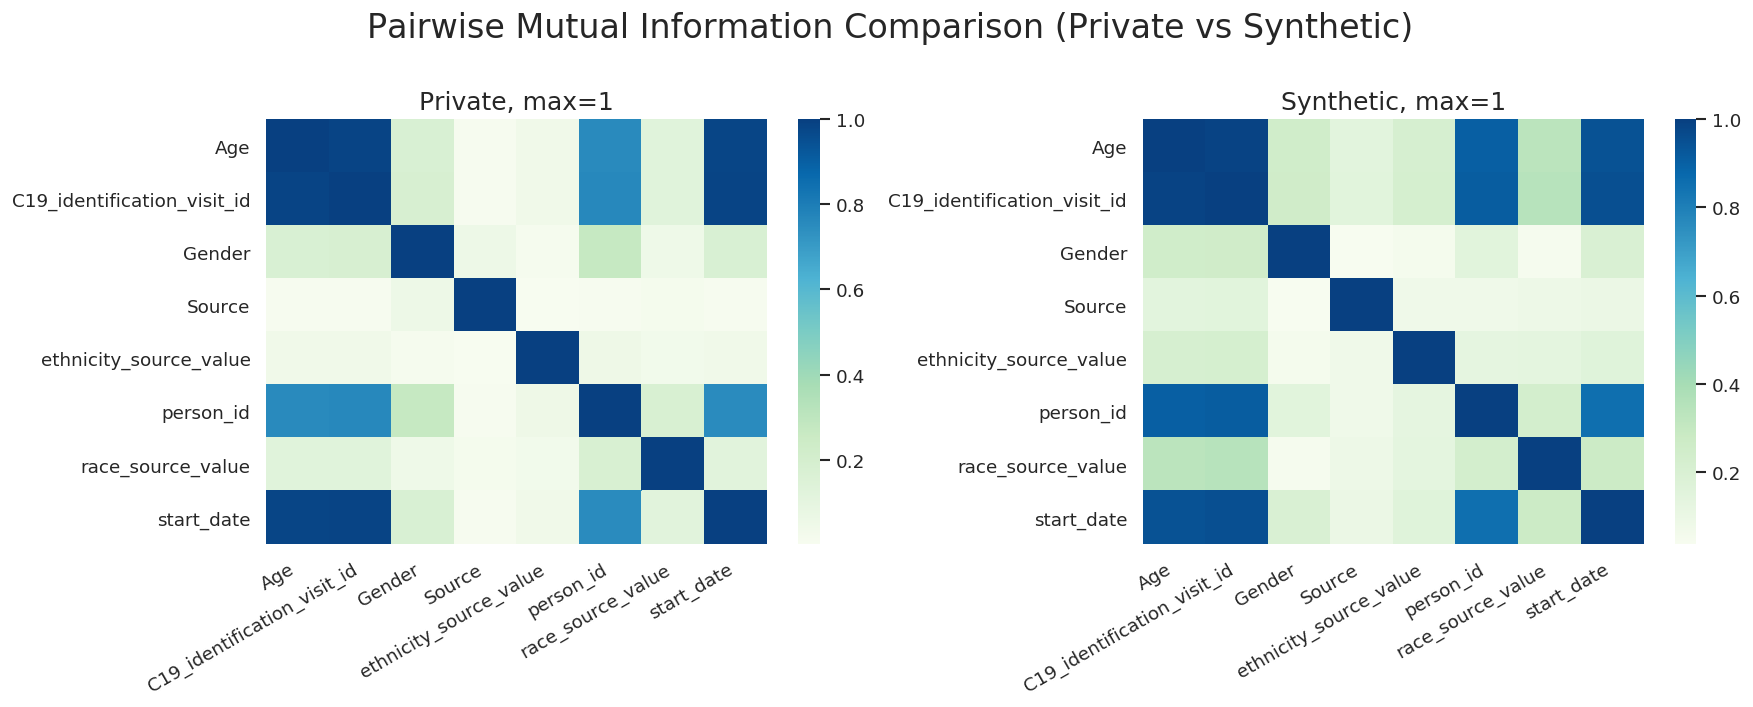 Pairwise Mutual Information Comparison (Private vs Synthetic)
Private, max=1
Age
C19_identification_visit_id
Gender
Source
ethnicity_source_value
person_id
race_source_value
start_date
Age
C19_identification_visit_id
Gender
Source
ethnicity_source_value
person_id
race_source_value
start_date
1.0
0.8
0.6
0.4
0.2
Synthetic, max=1
Age
C19_identification_visit_id
Gender
Source
ethnicity_source_value
person_id
race_source_value
start_date
Age
C19_identification_visit_id
Gender
Source
ethnicity_source_value
person_id
race_source_value
start_date
1.0
0.8
0.6
0.4
0.2